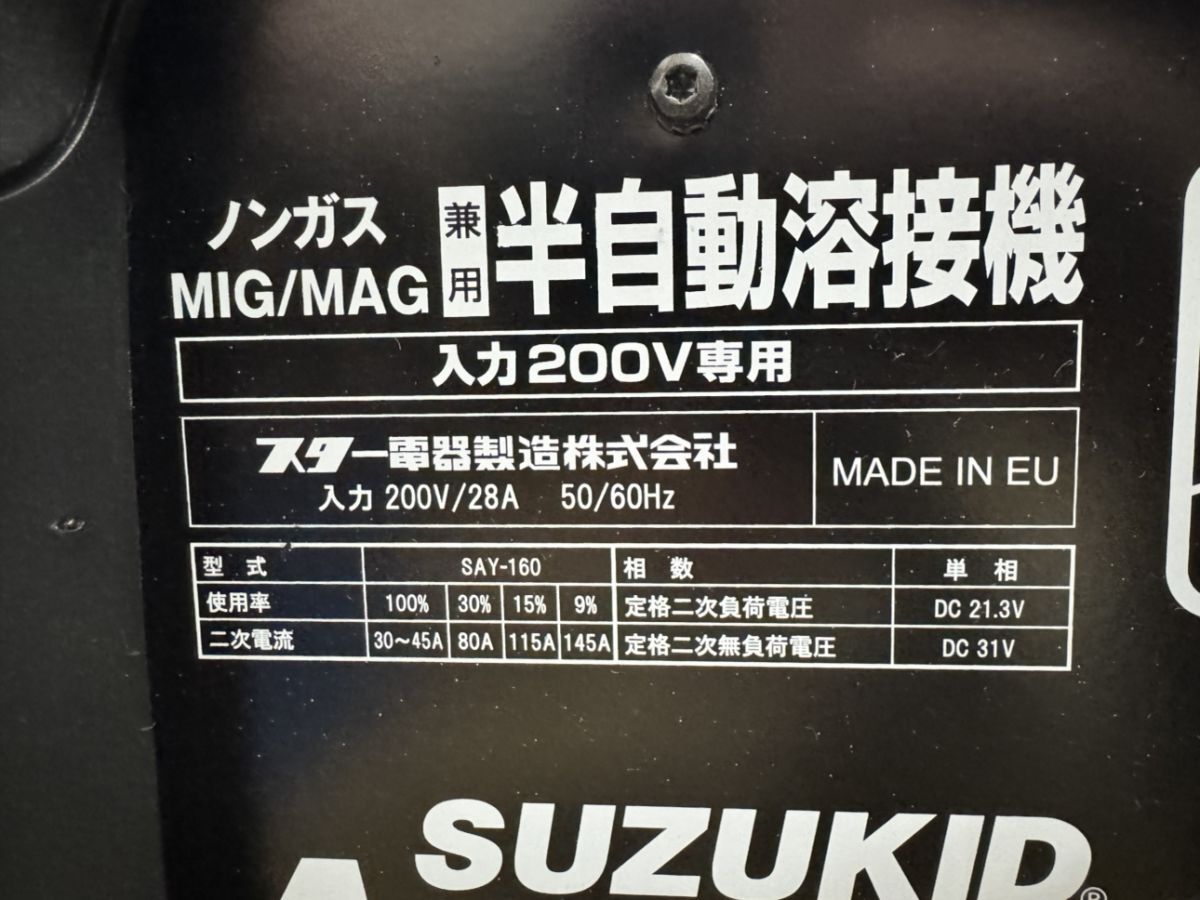 ノンガス
MIG/MAG
兼用
半自動溶接機
入力200V専用
スター電器製造株式会社
MADE IN EU
入力 200V/28A 50/60Hz
型式 SAY-160 相数 単相
使用率 100% 30% 15% 9% 定格二次負荷電圧 DC 21.3V
二次電流 30~45A 80A 115A 145A 定格二次無負荷電圧 DC 31V
SUZUKID®